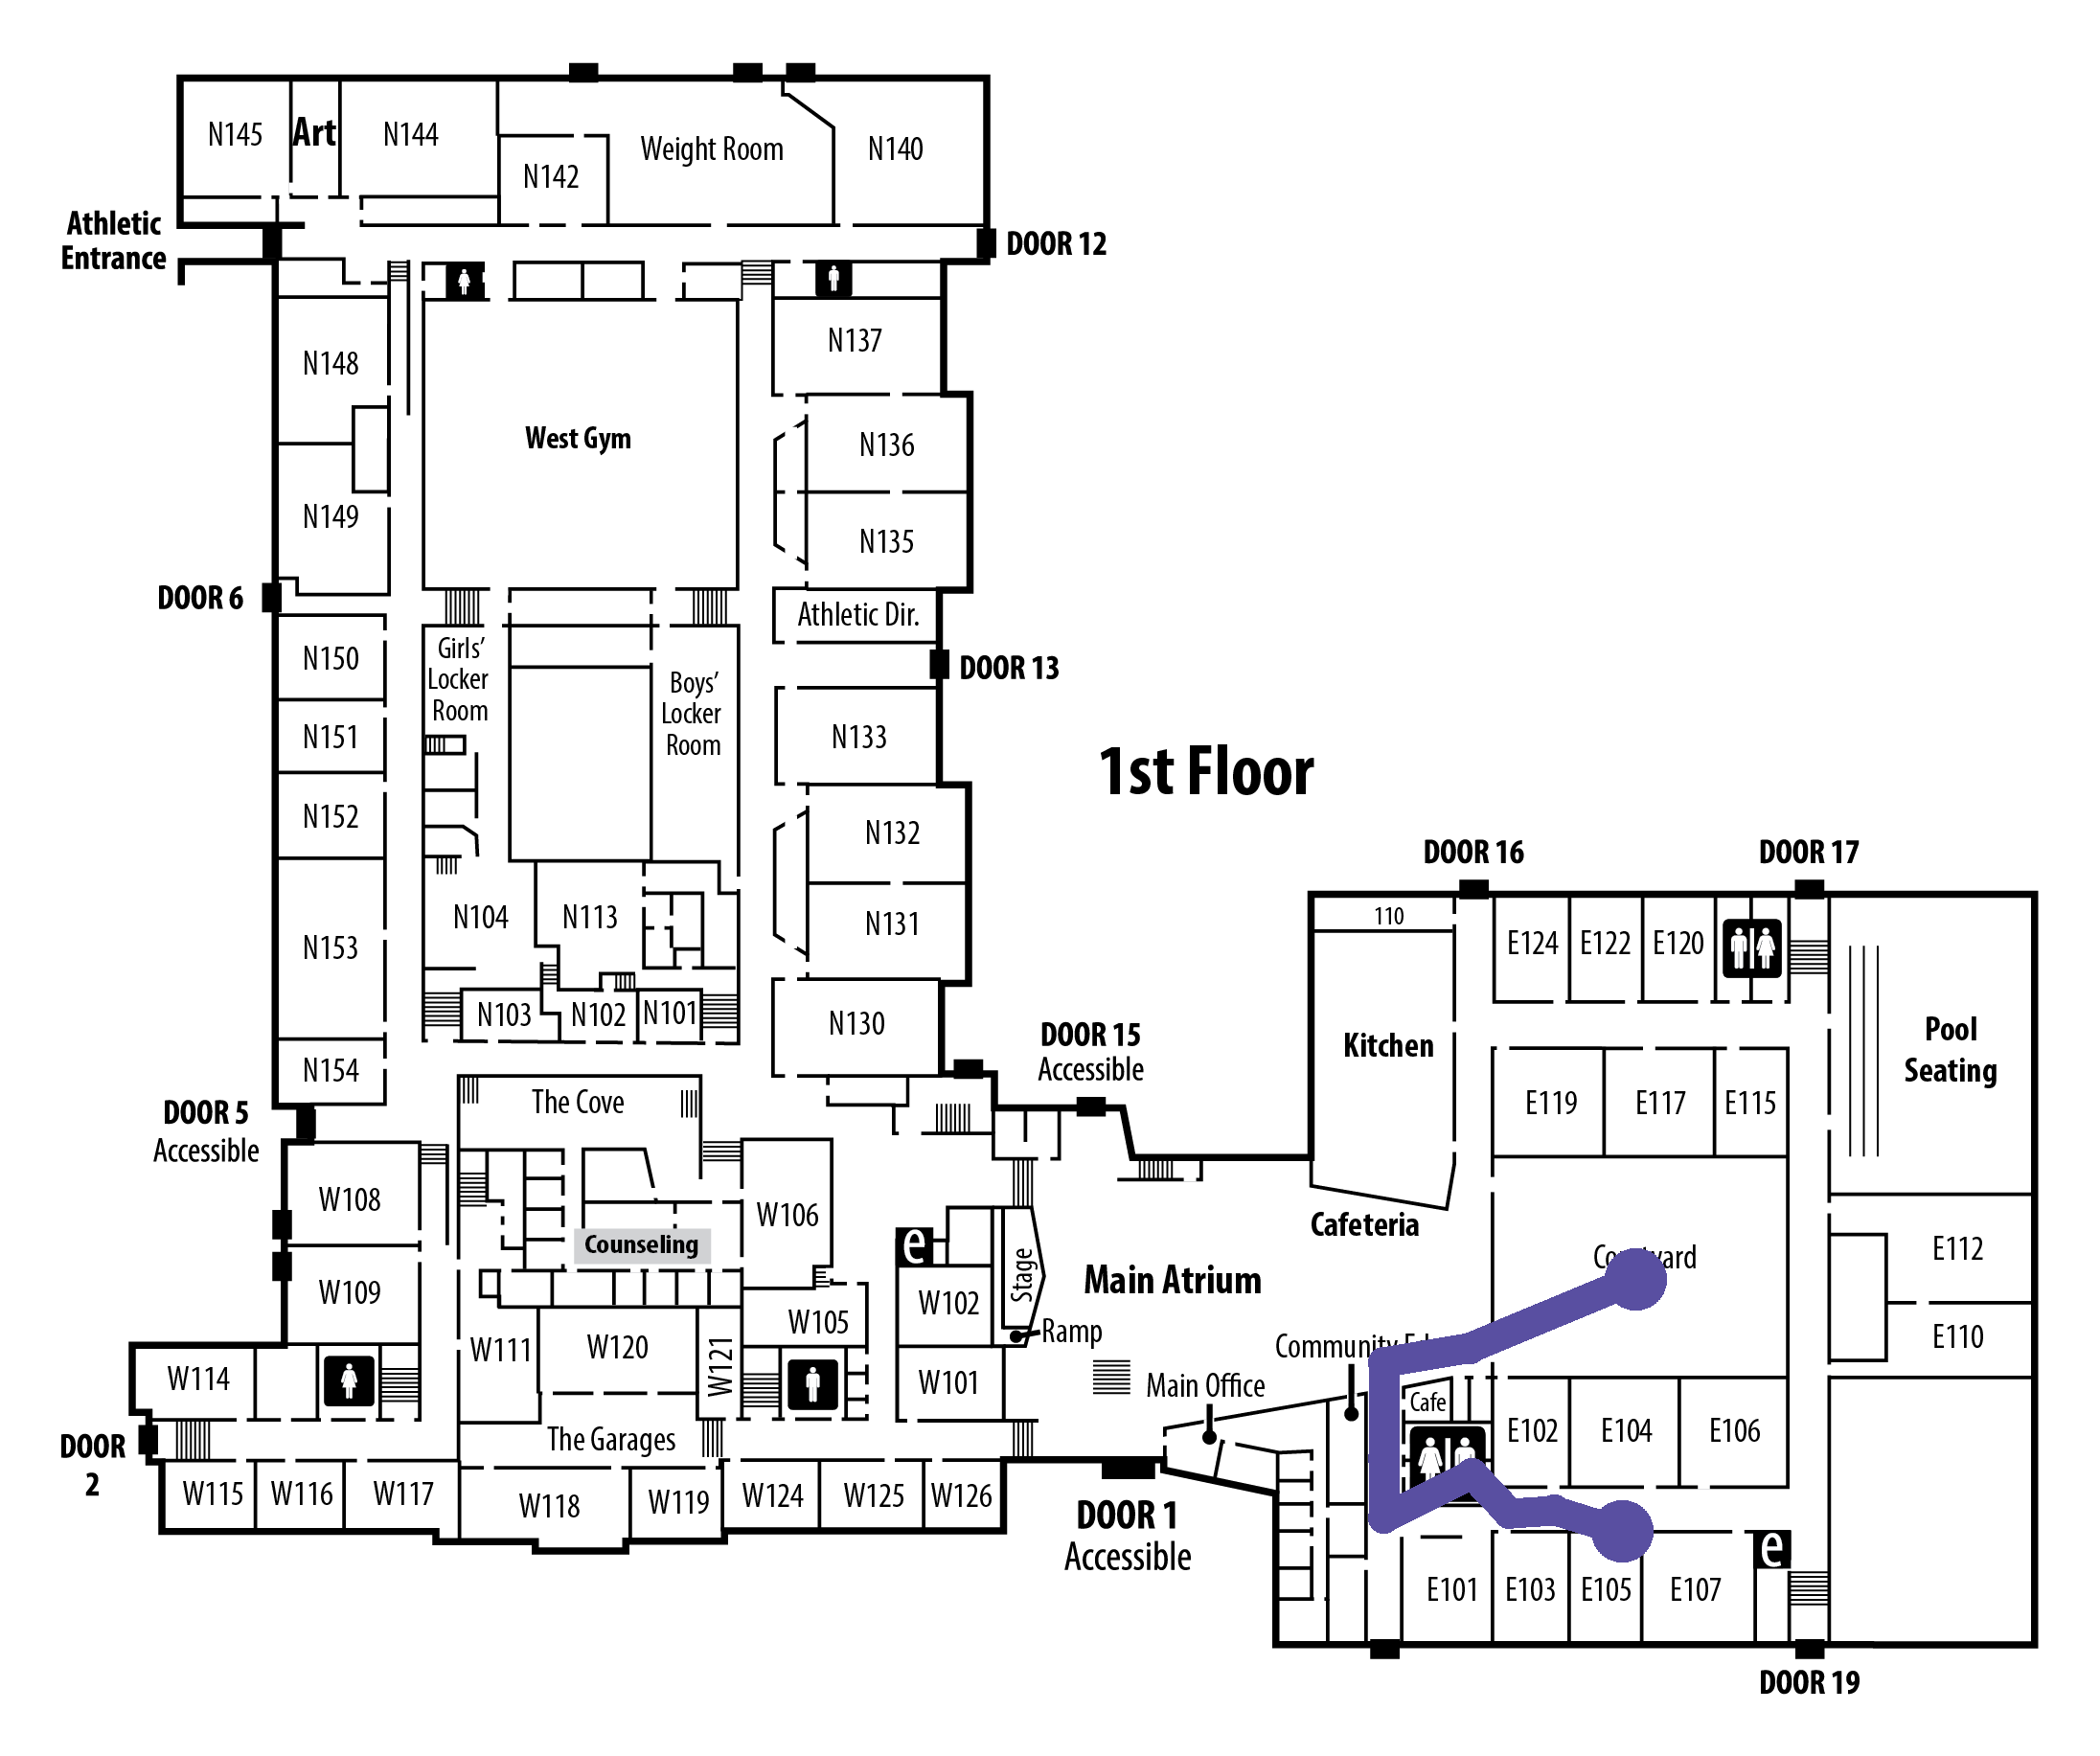 N145
Art
N144
N142
Weight Room
N140
Athletic
Entrance
DOOR 12
N148
N137
West Gym
N136
N149
N135
DOOR 6
Athletic Dir.
N150
Girls'
Locker
Room
Boys'
Locker
Room
DOOR 13
N151
N133
1st Floor
N152
N132
DOOR 16
DOOR 17
N153
N104
N113
N131
110
E124
E122
E120
N103
N102
N101
N130
DOOR 15
Accessible
Kitchen
Pool
Seating
N154
The Cove
E119
E117
E115
DOOR 5
Accessible
W108
W106
Cafeteria
Counseling
e
Stage
Main Atrium
E112
W109
W102
W105
Ramp
E110
W111
W120
W121
Community
W114
W101
Main Office
Cafe
The Garages
E102
E104
E106
DOOR
2
W115
W116
W117
W118
W119
W124
W125
W126
DOOR 1
Accessible
e
E101
E103
E105
E107
DOOR 19